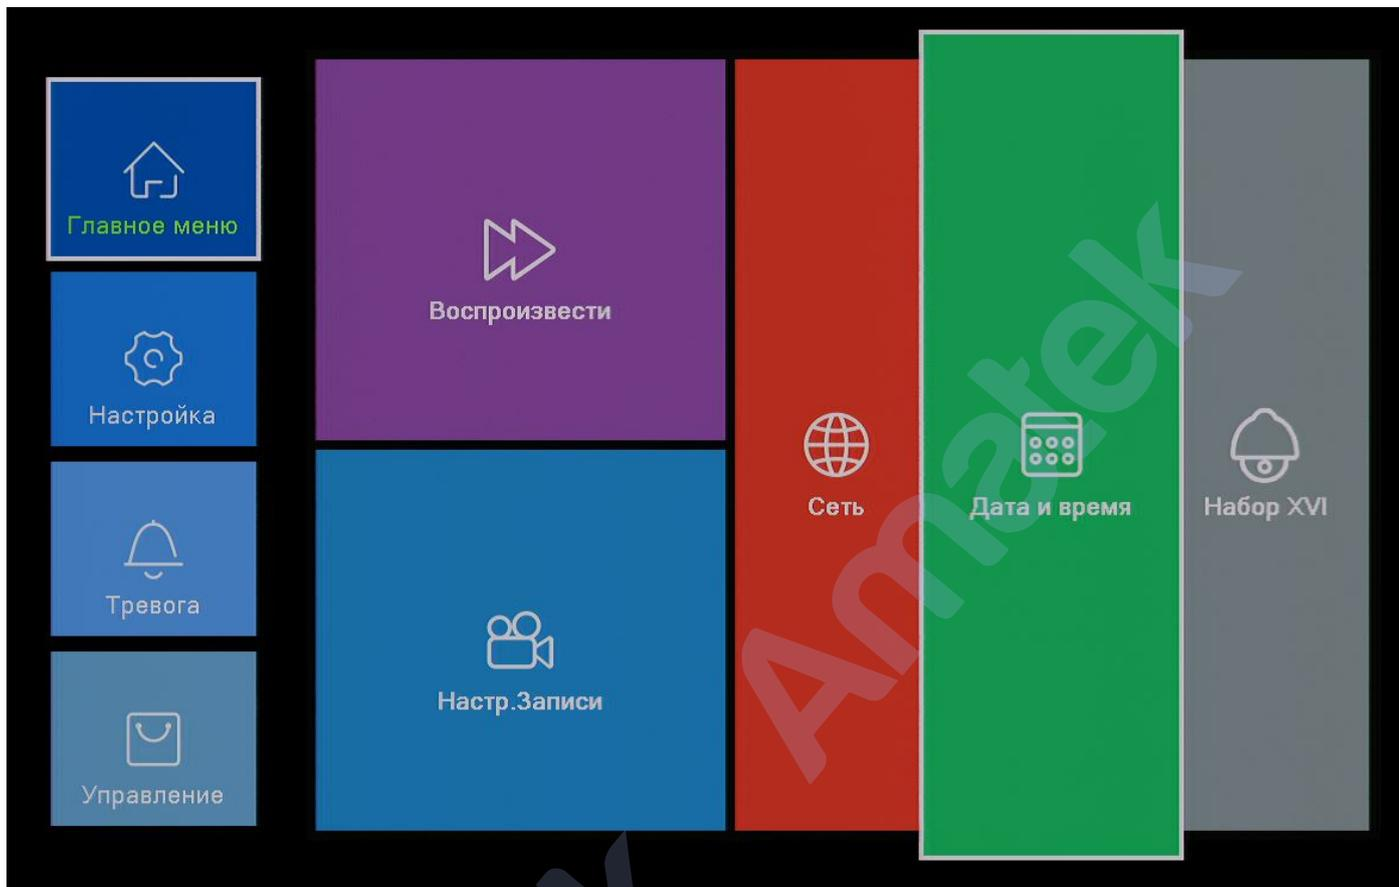 Главное меню
Настройка
Тревога
Управление
Воспроизвести
Настр.Записи
Сеть
Дата и время
Набор XVI
Amatek